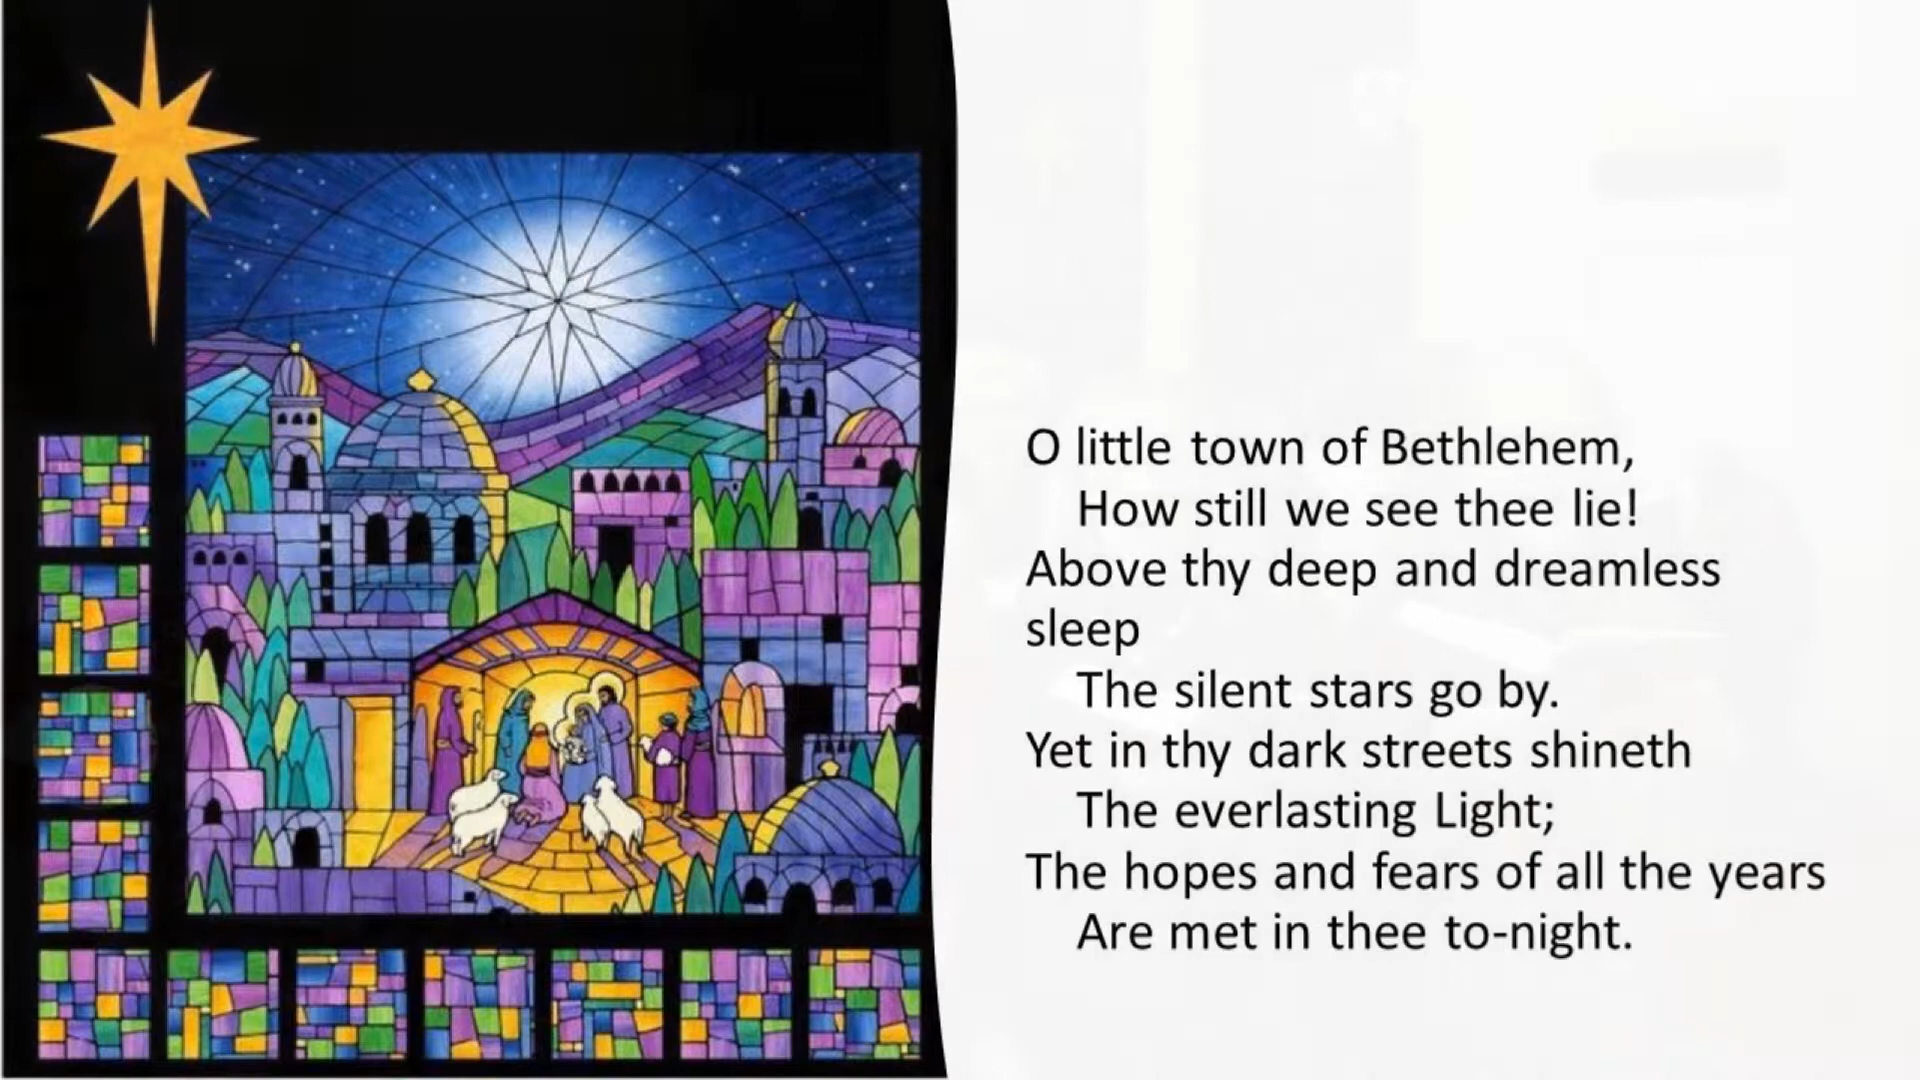 O little town of Bethlehem,
How still we see thee lie!
Above thy deep and dreamless
sleep
The silent stars go by.
Yet in thy dark streets shineth
The everlasting Light;
The hopes and fears of all the years
Are met in thee to-night.